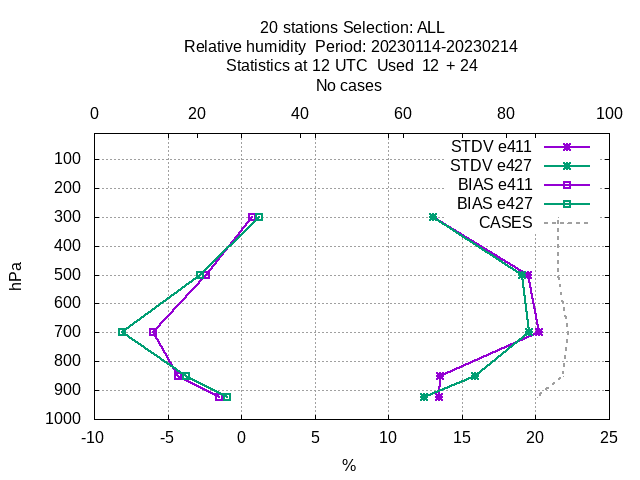 20 stations Selection: ALL
Relative humidity  Period: 20230114-20230214
Statistics at 12 UTC  Used  12  + 24
No cases
0 20 40 60 80 100
STDV e411
STDV e427
BIAS e411
BIAS e427
CASES
100
200
300
400
500
600
700
800
900
1000
hPa
-10 -5 0 5 10 15 20 25
%